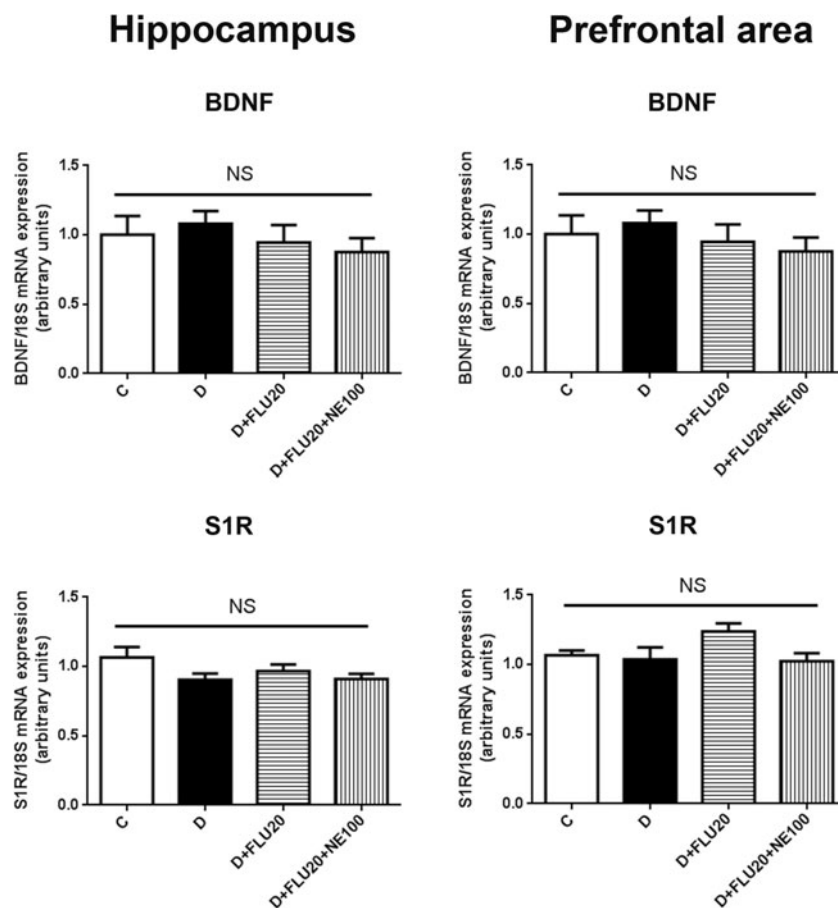 Hippocampus
Prefrontal area
BDNF
BDNF/18S mRNA expression
(arbitrary units)
1.5
1.0
0.5
0.0
NS
C
D
D+FLU20
D+FLU20+NE100
BDNF
BDNF/18S mRNA expression
(arbitrary units)
1.5
1.0
0.5
0.0
NS
C
D
D+FLU20
D+FLU20+NE100
S1R
S1R/18S mRNA expression
(arbitrary units)
1.5
1.0
0.5
0.0
NS
C
D
D+FLU20
D+FLU20+NE100
S1R
S1R/18S mRNA expression
(arbitrary units)
1.5
1.0
0.5
0.0
NS
C
D
D+FLU20
D+FLU20+NE100